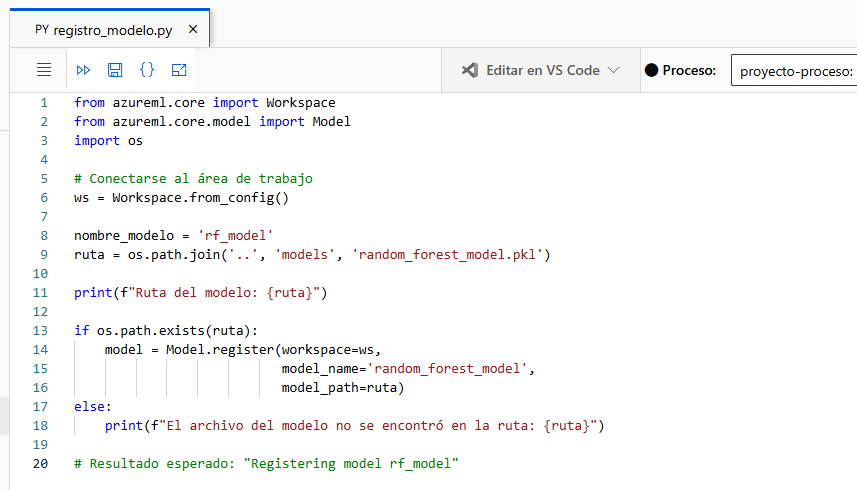 PY registro_modelo.py
Editar en VS Code
Proceso:
proyecto-proceso:
1 from azureml.core import Workspace
2 from azureml.core.model import Model
3 import os
4
5 # Conectarse al área de trabajo
6 ws = Workspace.from_config()
7
8 nombre_modelo = 'rf_model'
9 ruta = os.path.join('..', 'models', 'random_forest_model.pkl')
10
11 print(f"Ruta del modelo: {ruta}")
12
13 if os.path.exists(ruta):
14     model = Model.register(workspace=ws,
15                            model_name='random_forest_model',
16                            model_path=ruta)
17 else:
18     print(f"El archivo del modelo no se encontró en la ruta: {ruta}")
19
20 # Resultado esperado: "Registering model rf_model"